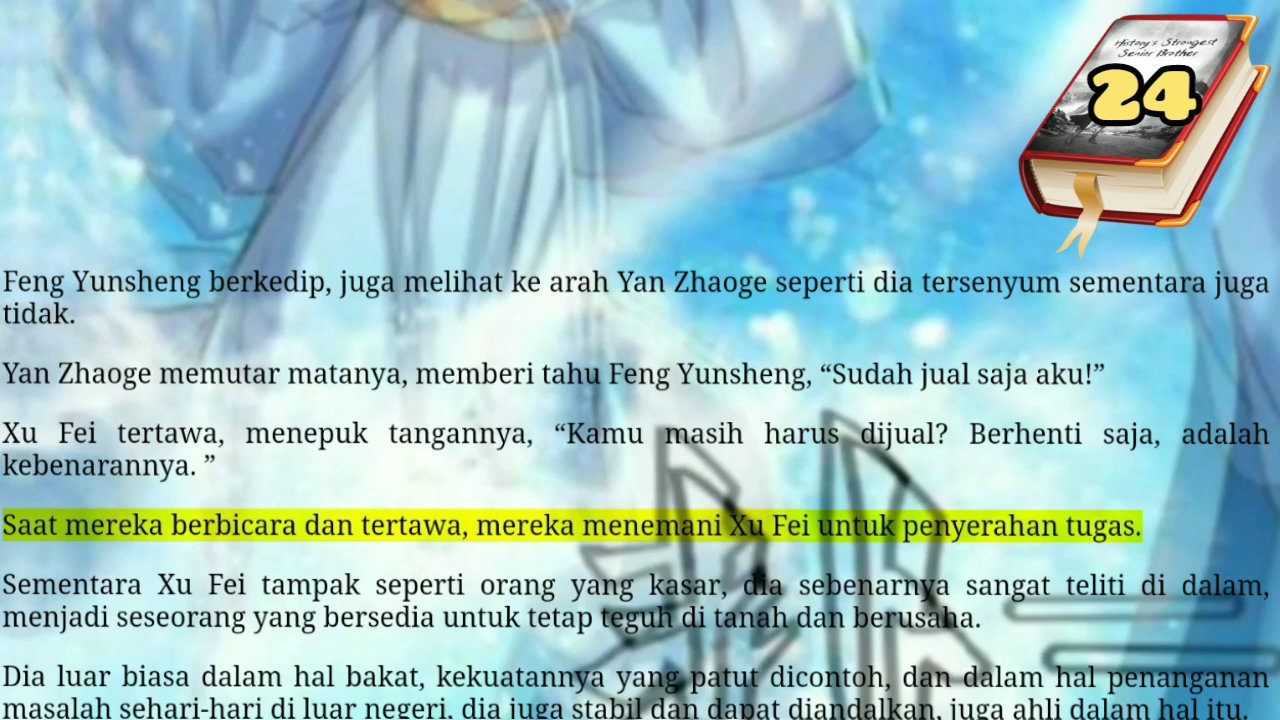 History's Strongest
Senior Brother
24
Feng Yunsheng berkedip, juga melihat ke arah Yan Zhaoge seperti dia tersenyum sementara juga
tidak.
Yan Zhaoge memutar matanya, memberi tahu Feng Yunsheng, “Sudah jual saja aku!”
Xu Fei tertawa, menepuk tangannya, “Kamu masih harus dijual? Berhenti saja, adalah
kebenarannya. ”
Saat mereka berbicara dan tertawa, mereka menemani Xu Fei untuk penyerahan tugas.
Sementara Xu Fei tampak seperti orang yang kasar, dia sebenarnya sangat teliti di dalam,
menjadi seseorang yang bersedia untuk tetap teguh di tanah dan berusaha.
Dia luar biasa dalam hal bakat, kekuatannya yang patut dicontoh, dan dalam hal penanganan
masalah sehari-hari di luar negeri, dia juga stabil dan dapat diandalkan, juga ahli dalam hal itu.